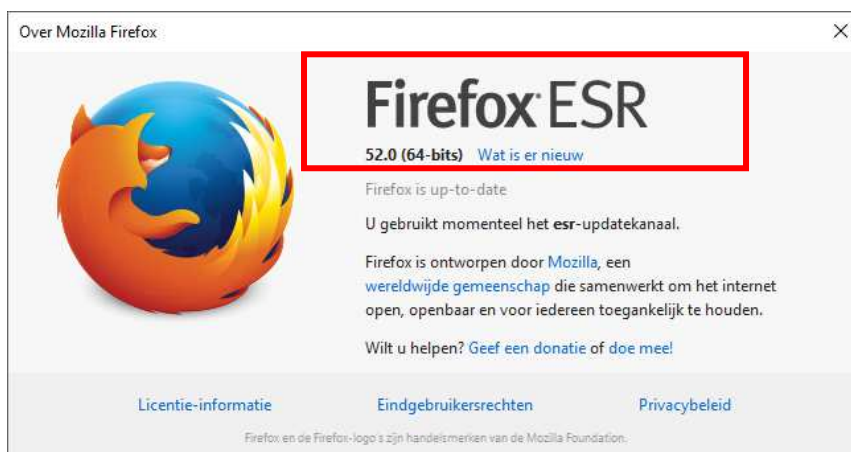 Over Mozilla Firefox
Firefox ESR
52.0 (64-bits) Wat is er nieuw
Firefox is up-to-date
U gebruikt momenteel het esr-updatekanaal.
Firefox is ontworpen door Mozilla, een
wereldwijde gemeenschap die samenwerkt om het internet
open, openbaar en voor iedereen toegankelijk te houden.
Wilt u helpen? Geef een donatie of doe mee!
Licentie-informatie Eindgebruikersrechten Privacybeleid
Firefox en de Firefox-logo's zijn handelsmerken van de Mozilla Foundation.